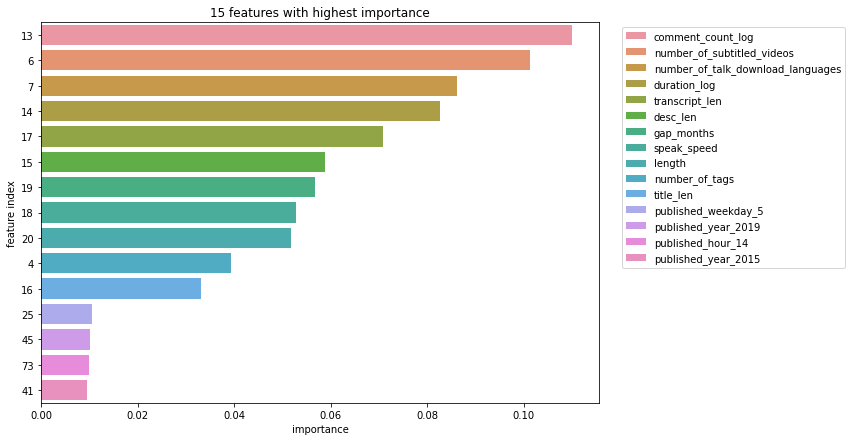 15 features with highest importance
13
6
7
14
17
15
19
18
20
4
16
25
45
73
41
feature index
0.00 0.02 0.04 0.06 0.08 0.10
importance
comment_count_log
number_of_subtitled_videos
number_of_talk_download_languages
duration_log
transcript_len
desc_len
gap_months
speak_speed
length
number_of_tags
title_len
published_weekday_5
published_year_2019
published_hour_14
published_year_2015